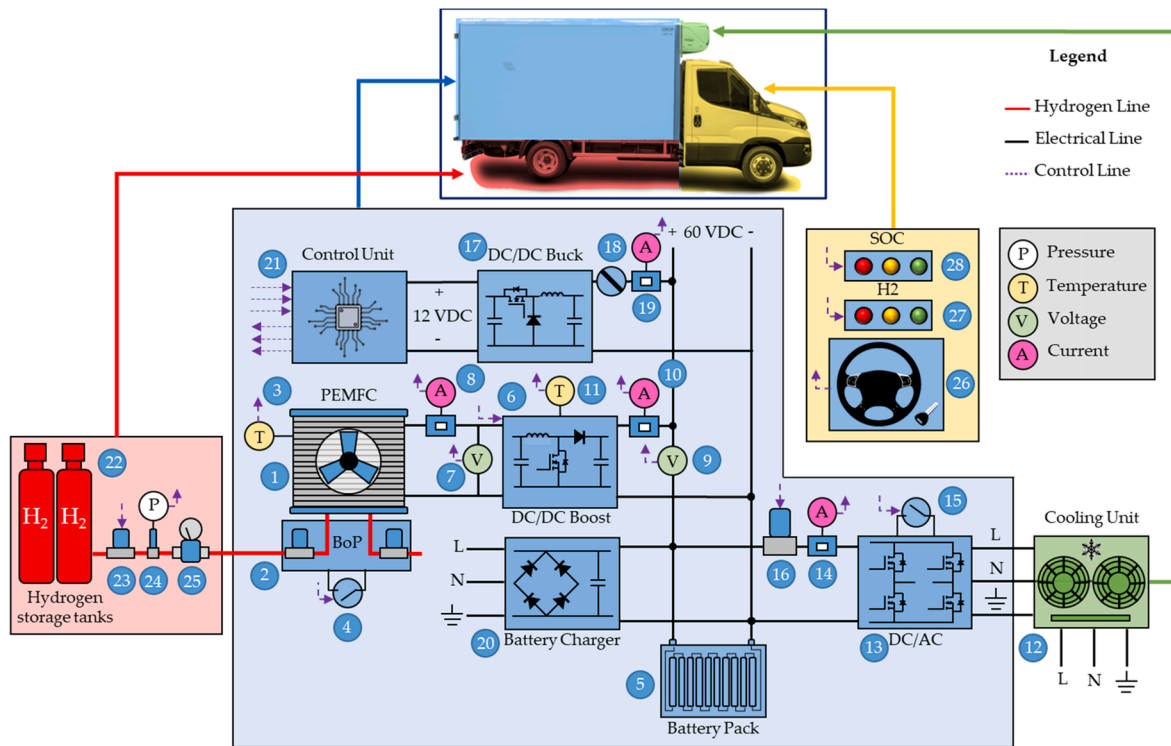 Legend
Hydrogen Line
Electrical Line
Control Line
P Pressure
T Temperature
V Voltage
A Current
SOC
28
H2
27
26
21
Control Unit
17
DC/DC Buck
18
A
+ 60 VDC -
+
12 VDC
-
19
3
PEMFC
8
A
6
T
11
A
10
T
1
7
V
V
9
DC/DC Boost
22
H2 H2
P
23
24
25
Hydrogen
storage tanks
2
BoP
4
L
N
20
Battery Charger
5
Battery Pack
16
A
14
15
13
DC/AC
L
N
Cooling Unit
12
L
N